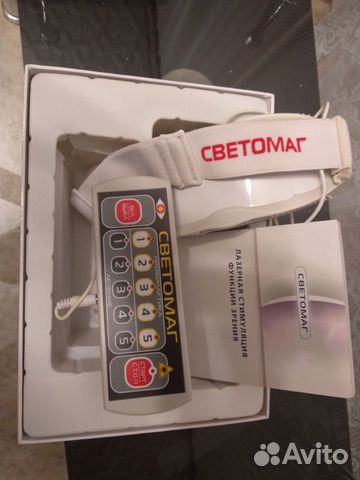 СВЕТОМАГ
ВКЛ
ВЫКЛ
СВЕТОМАГ
1 2 3 4 5
1 2 3 4 5
ЛЕЧЕНИЕ
СТАРТ
СТОП
СВЕТОМАГ
ЛАЗЕРНАЯ СТИМУЛЯЦИЯ
ФУНКЦИИ ЗРЕНИЯ
Avito